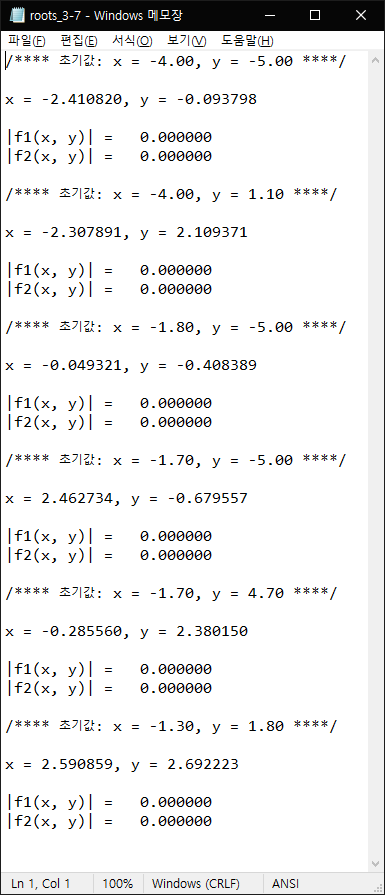 roots_3-7 - Windows 메모장
파일(F) 편집(E) 서식(O) 보기(V) 도움말(H)
/**** 초기값: x = -4.00, y = -5.00 ****/
x = -2.410820, y = -0.093798
|f1(x, y)| =   0.000000
|f2(x, y)| =   0.000000
/**** 초기값: x = -4.00, y = 1.10 ****/
x = -2.307891, y = 2.109371
|f1(x, y)| =   0.000000
|f2(x, y)| =   0.000000
/**** 초기값: x = -1.80, y = -5.00 ****/
x = -0.049321, y = -0.408389
|f1(x, y)| =   0.000000
|f2(x, y)| =   0.000000
/**** 초기값: x = -1.70, y = -5.00 ****/
x = 2.462734, y = -0.679557
|f1(x, y)| =   0.000000
|f2(x, y)| =   0.000000
/**** 초기값: x = -1.70, y = 4.70 ****/
x = -0.285560, y = 2.380150
|f1(x, y)| =   0.000000
|f2(x, y)| =   0.000000
/**** 초기값: x = -1.30, y = 1.80 ****/
x = 2.590859, y = 2.692223
|f1(x, y)| =   0.000000
|f2(x, y)| =   0.000000
Ln 1, Col 1 100% Windows (CRLF) ANSI